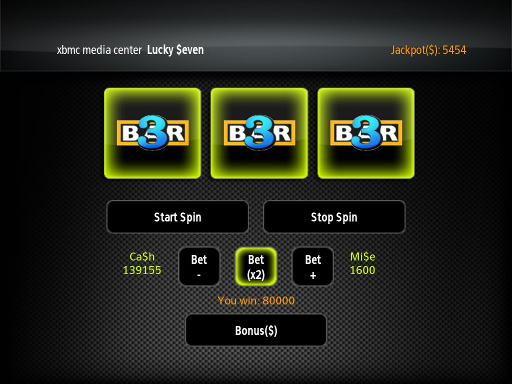 xbmc media center Lucky $even
Jackpot($): 5454
B3R B3R B3R
Start Spin
Stop Spin
Ca$h
139155
Bet
-
Bet
(x2)
Bet
+
Mi$e
1600
You win: 80000
Bonus($)